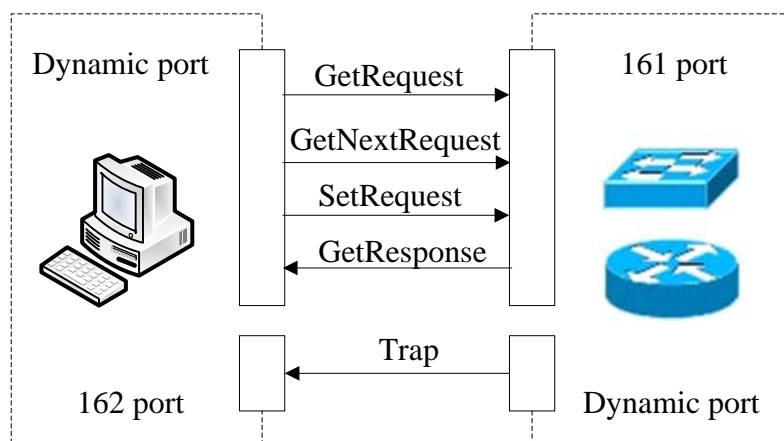 Dynamic port
161 port
GetRequest
GetNextRequest
SetRequest
GetResponse
Trap
162 port
Dynamic port